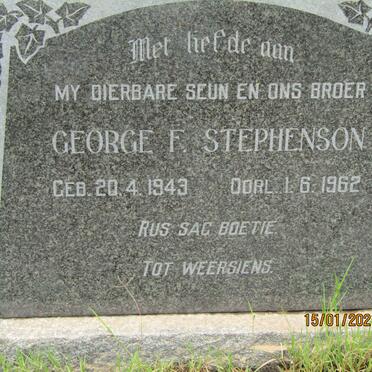 Met liefde aan
MY DIERBARE SEUN EN ONS BROER
GEORGE F. STEPHENSON
GEB. 20.4.1943 OORL. 1.6.1962
RUS SAG BOETIE
TOT WEERSIENS.
15/01/202